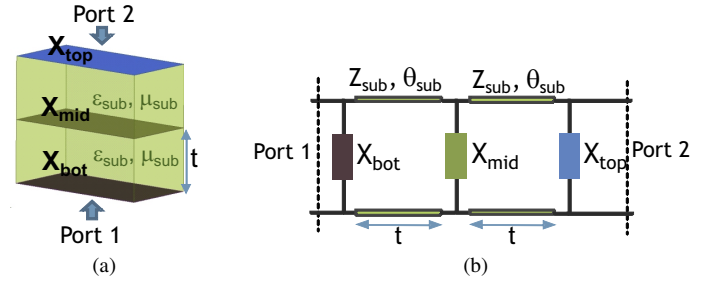 Port 2
X_top
ε_sub, μ_sub
X_mid
ε_sub, μ_sub
t
X_bot
Port 1
(a)
Z_sub, θ_sub Z_sub, θ_sub
Port 1 X_bot X_mid X_top Port 2
t t
(b)